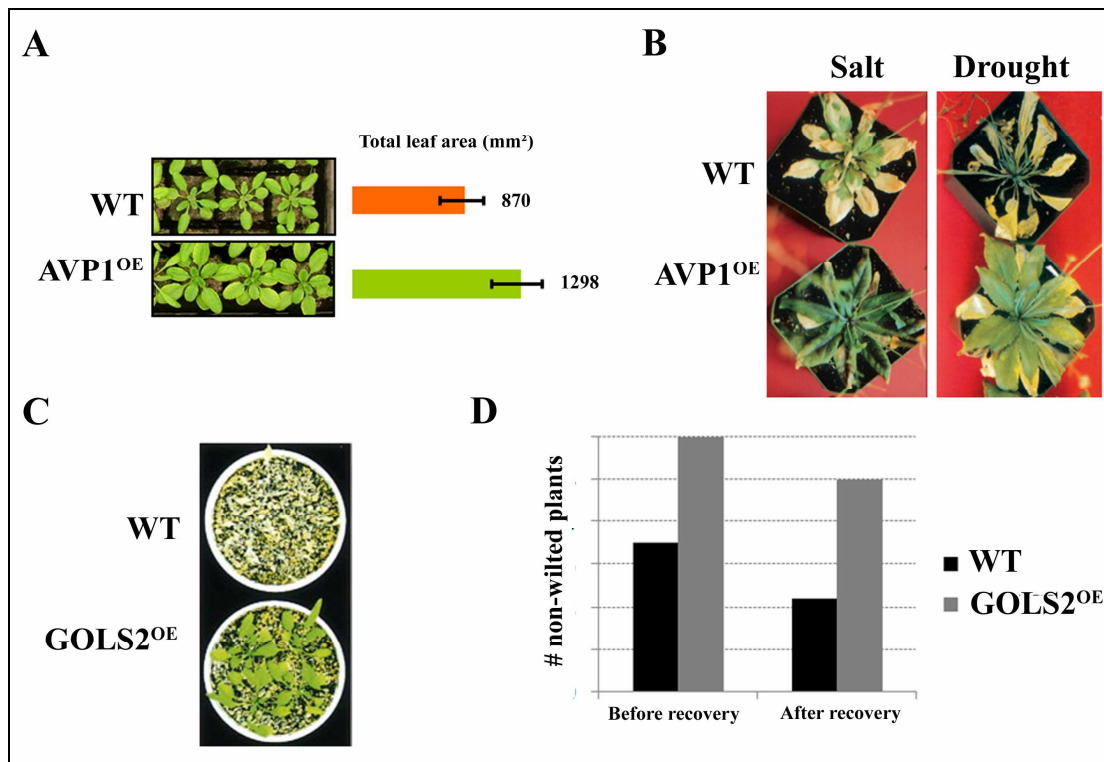 A
Total leaf area (mm²)
WT
870
AVP1OE
1298
B
Salt
Drought
WT
AVP1OE
C
WT
GOLS2OE
D
# non-wilted plants
Before recovery
After recovery
WT
GOLS2OE